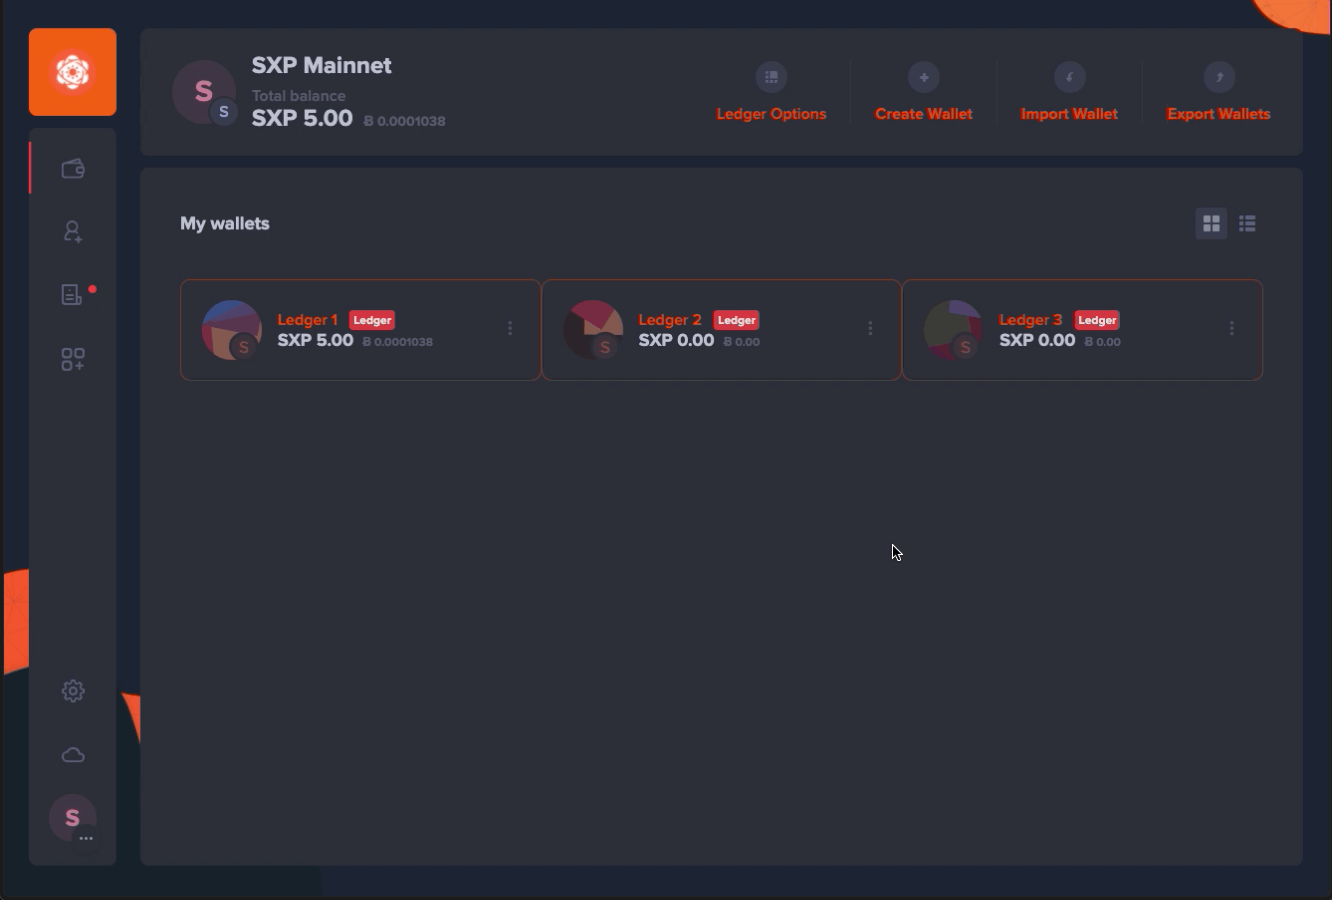 SXP Mainnet
Total balance
SXP 5.00 Ƀ 0.0001038
S
S
Ledger Options
Create Wallet
Import Wallet
Export Wallets
My wallets
Ledger 1 Ledger
SXP 5.00 Ƀ 0.0001038
S
Ledger 2 Ledger
SXP 0.00 Ƀ 0.00
S
Ledger 3 Ledger
SXP 0.00 Ƀ 0.00
S
S